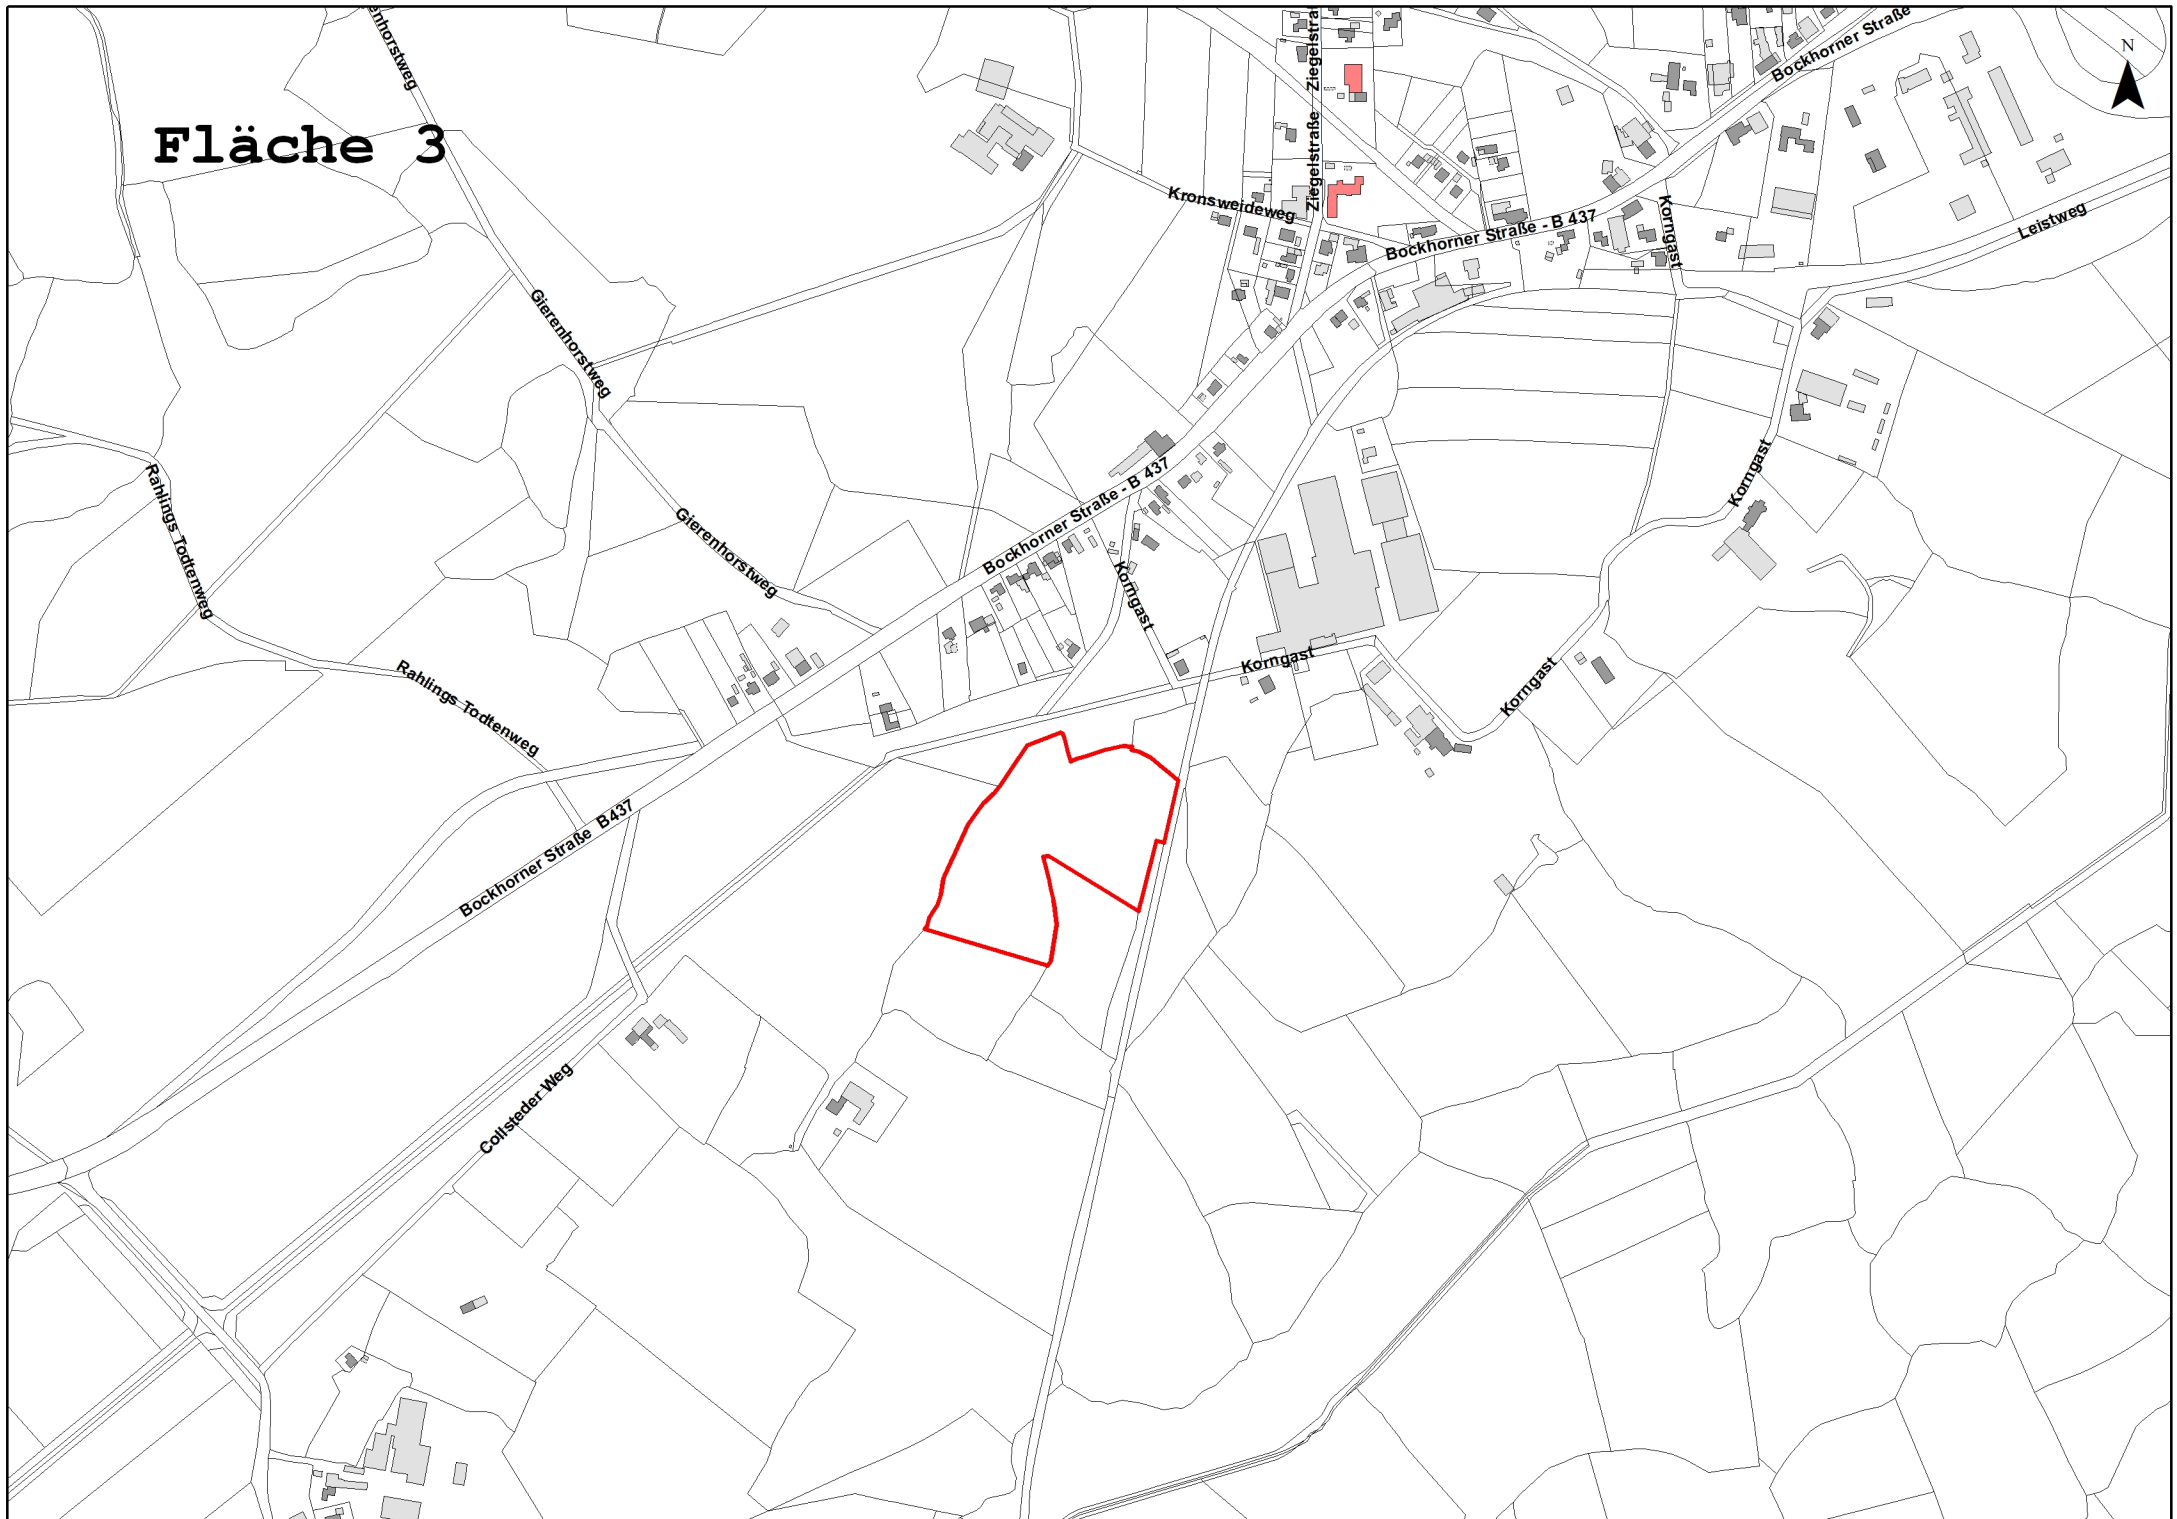 enhorstweg
Ziegelstraß
Bockhorner Straße
N
Fläche 3
Ziegelstraße
Kronsweideweg
Korngast
Bockhorner Straße - B 437
Leistweg
Gierenhorstweg
Korngast
Rahlings Todtenweg
Bockhorner Straße - B 437
Gierenhorstweg
Korngast
Korngast
Rahlings Todtenweg
Korngast
Bockhorner Straße B437
Collsteder Weg